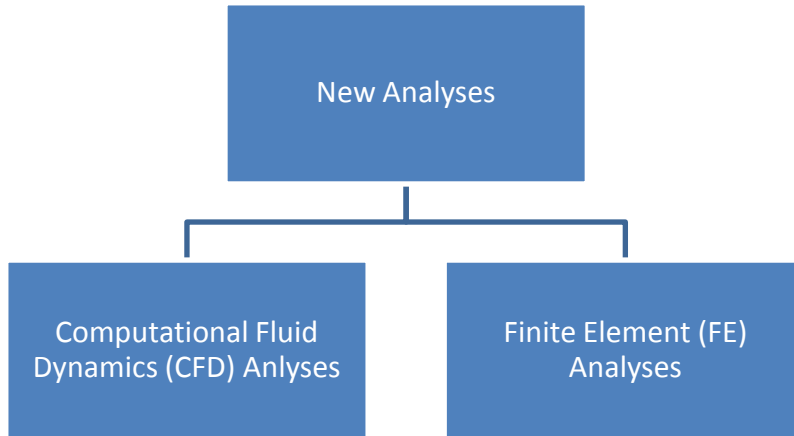 New Analyses
Computational Fluid
Dynamics (CFD) Anlyses
Finite Element (FE)
Analyses